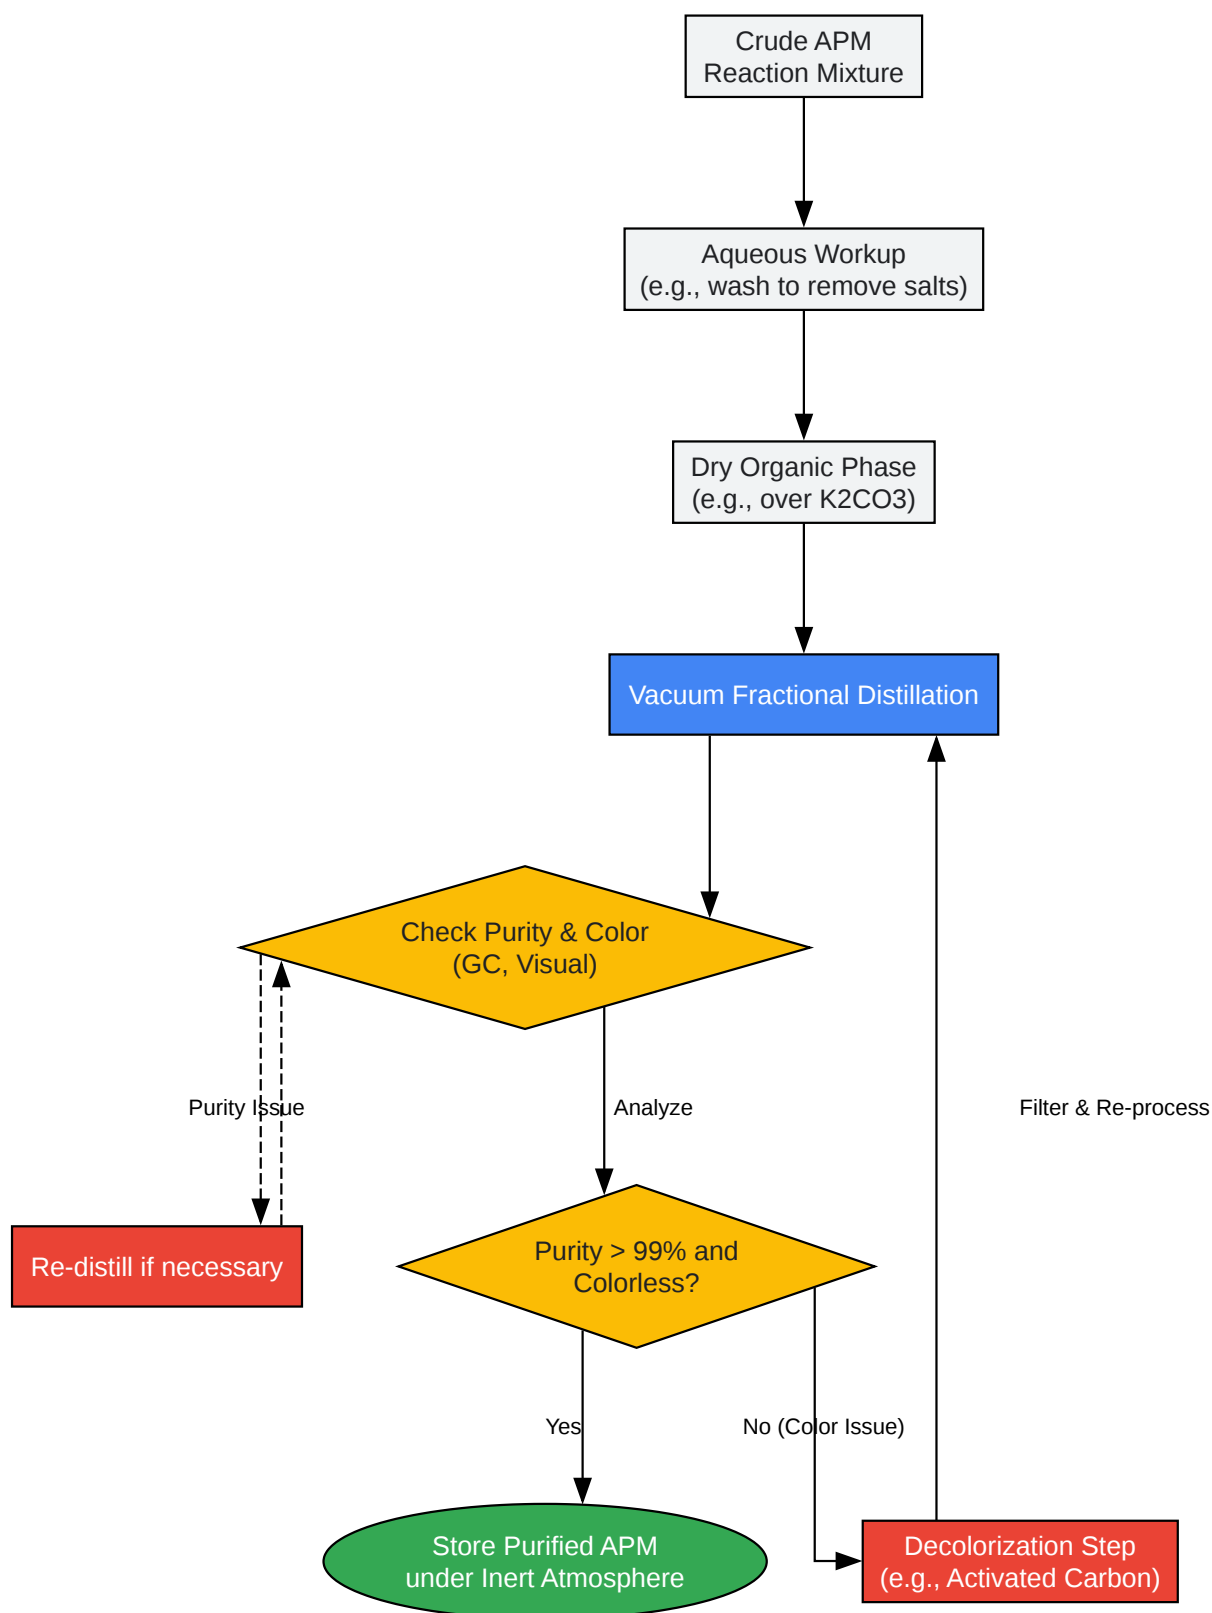 Crude APM
Reaction Mixture
Aqueous Workup
(e.g., wash to remove salts)
Dry Organic Phase
(e.g., over K2CO3)
Vacuum Fractional Distillation
Check Purity & Color
(GC, Visual)
Purity Issue
Analyze
Filter & Re-process
Re-distill if necessary
Purity > 99% and
Colorless?
Yes
No (Color Issue)
Store Purified APM
under Inert Atmosphere
Decolorization Step
(e.g., Activated Carbon)